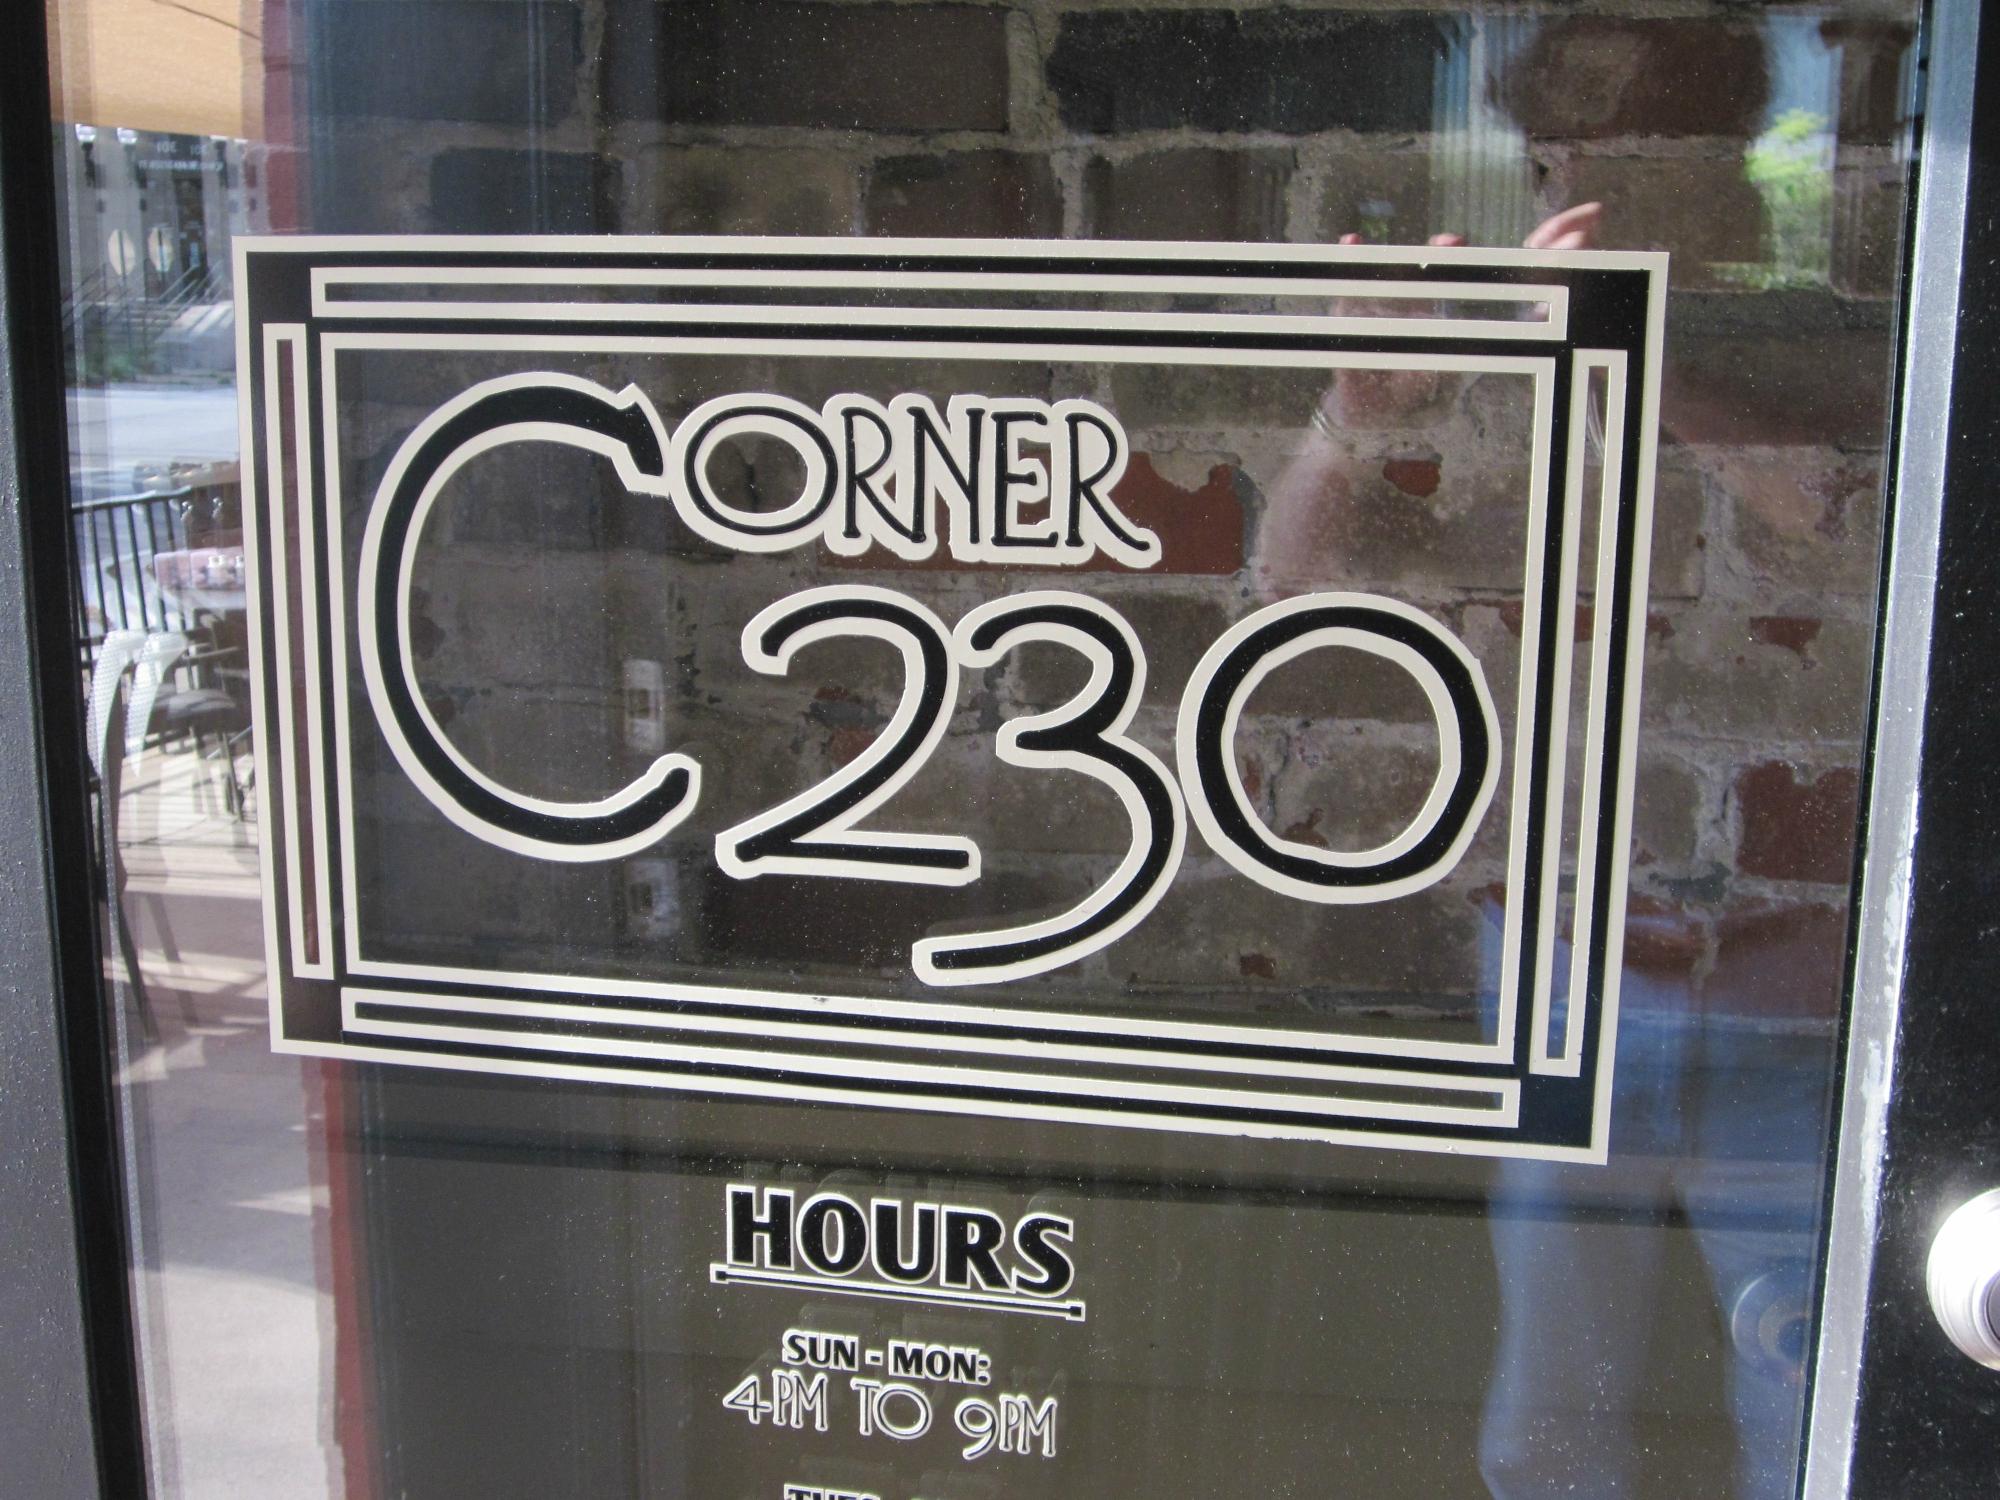 CORNER
230
HOURS
SUN - MON:
4PM TO 9PM